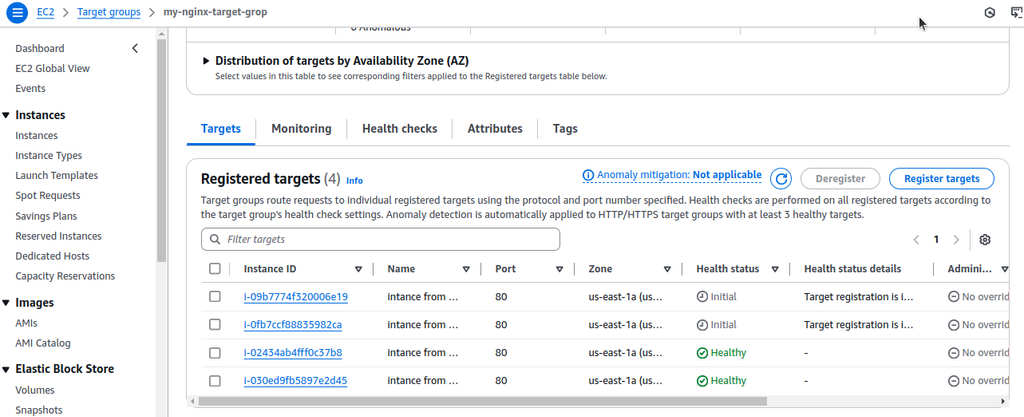 EC2 > Target groups > my-nginx-target-grop
Dashboard
EC2 Global View
Events
Instances
Instances
Instance Types
Launch Templates
Spot Requests
Savings Plans
Reserved Instances
Dedicated Hosts
Capacity Reservations
Images
AMIs
AMI Catalog
Elastic Block Store
Volumes
Snapshots
0 Anomalous
Distribution of targets by Availability Zone (AZ)
Select values in this table to see corresponding filters applied to the Registered targets table below.
Targets Monitoring Health checks Attributes Tags
Registered targets (4) Info
Anomaly mitigation: Not applicable
Deregister
Register targets
Target groups route requests to individual registered targets using the protocol and port number specified. Health checks are performed on all registered targets according to
the target group's health check settings. Anomaly detection is automatically applied to HTTP/HTTPS target groups with at least 3 healthy targets.
Filter targets
1
Instance ID Name Port Zone Health status Health status details Admini...
i-09b7774f320006e19 intance from ... 80 us-east-1a (us... Initial Target registration is i... No overrid
i-0fb7ccf88835982ca intance from ... 80 us-east-1a (us... Initial Target registration is i... No overrid
i-02434ab4fff0c37b8 intance from ... 80 us-east-1a (us... Healthy - No overrid
i-030ed9fb5897e2d45 intance from ... 80 us-east-1a (us... Healthy - No overrid